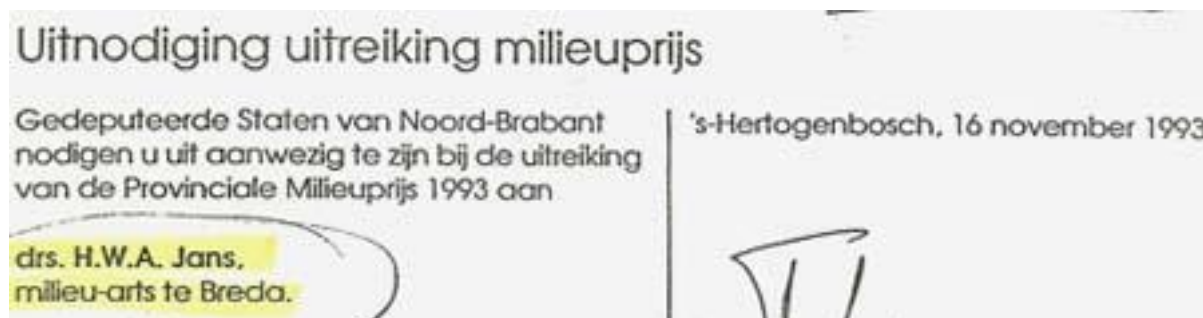 Uitnodiging uitreiking milieuprijs
Gedeputeerde Staten van Noord-Brabant
nodigen u uit aanwezig te zijn bij de uitreiking
van de Provinciale Milieuprijs 1993 aan
drs. H.W.A. Jans,
milieu-arts te Breda.
's-Hertogenbosch, 16 november 1993